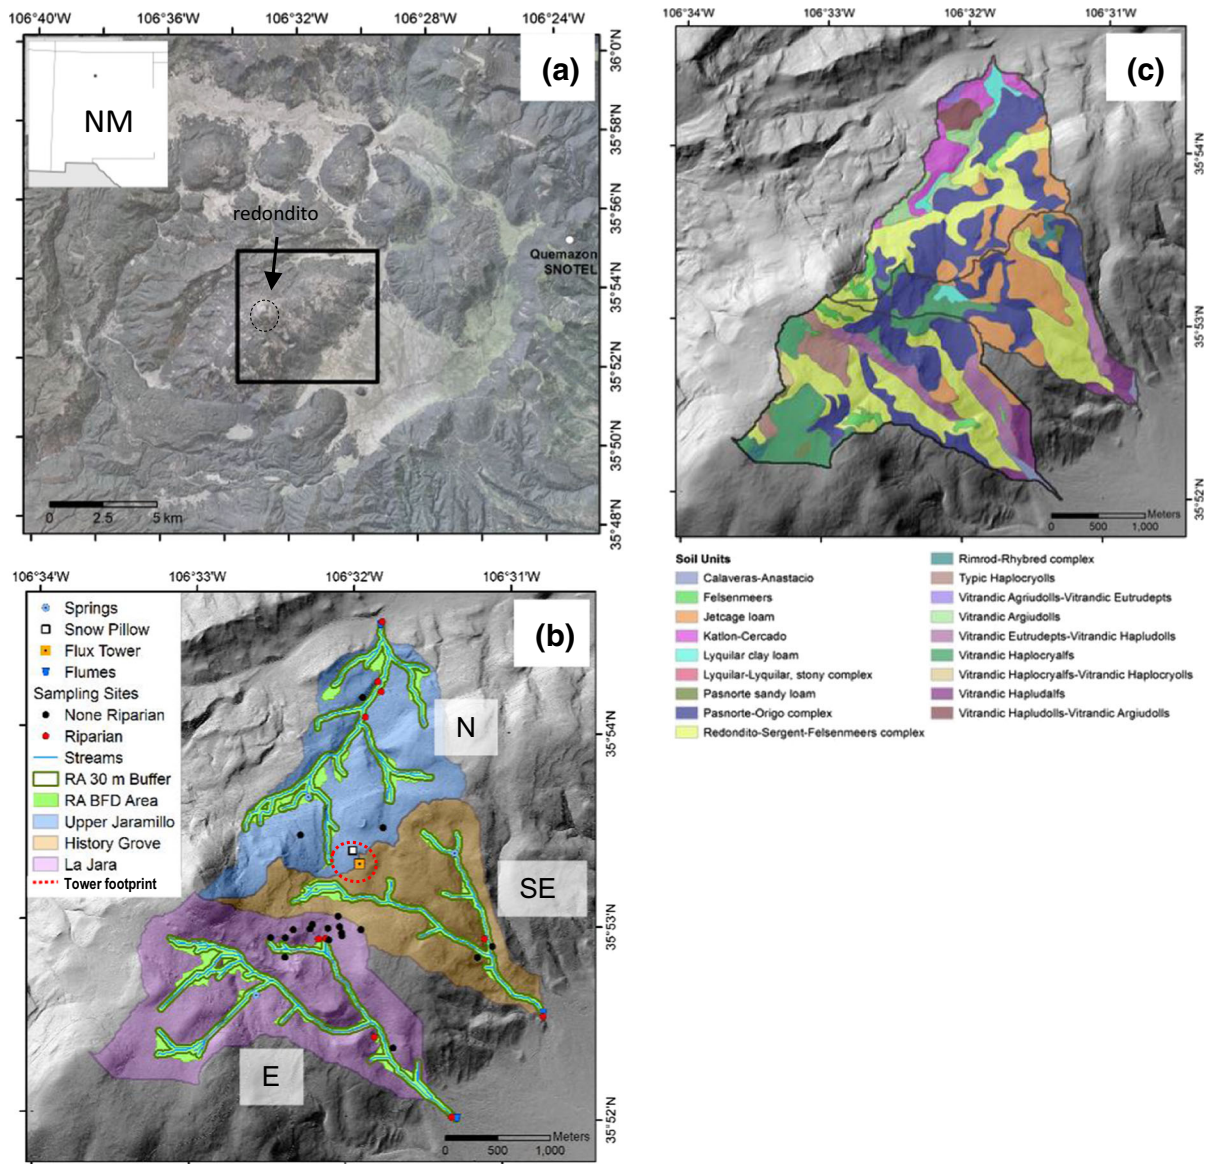 106°40'W 106°36'W 106°32'W 106°28'W 106°24'W
(a)
NM
redondito
Quemazon
SNOTEL
36°0'N
35°58'N
35°56'N
35°54'N
35°52'N
35°50'N
35°48'N
0 2.5 5 km
106°34'W 106°33'W 106°32'W 106°31'W
(b)
Springs
Snow Pillow
Flux Tower
Flumes
Sampling Sites
None Riparian
Riparian
Streams
RA 30 m Buffer
RA BFD Area
Upper Jaramillo
History Grove
La Jara
Tower footprint
N
SE
E
35°54'N
35°53'N
35°52'N
Meters
0 500 1,000
106°34'W 106°33'W 106°32'W 106°31'W
(c)
35°54'N
35°53'N
35°52'N
Meters
0 500 1,000
Soil Units
Calaveras-Anastacio
Felsenmeers
Jetcage loam
Katlon-Cercado
Lyquilar clay loam
Lyquilar-Lyquilar, stony complex
Pasnorte sandy loam
Pasnorte-Origo complex
Redondito-Sergent-Felsenmeers complex
Rimrod-Rhybred complex
Typic Haplocryolls
Vitrandic Agriudolls-Vitrandic Eutrudepts
Vitrandic Argiudolls
Vitrandic Eutrudepts-Vitrandic Hapludolls
Vitrandic Haplocryalfs
Vitrandic Haplocryalfs-Vitrandic Haplocryolls
Vitrandic Hapludalfs
Vitrandic Hapludolls-Vitrandic Argiudolls